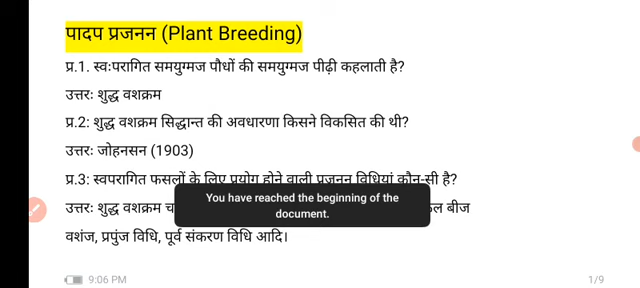 पादप प्रजनन (Plant Breeding)
प्र.1. स्वःपरागित समयुग्मज पौधों की समयुग्मज पीढ़ी कहलाती है?
उत्तरः शुद्ध वशक्रम
प्र.2: शुद्ध वशक्रम सिद्धान्त की अवधारणा किसने विकसित की थी?
उत्तरः जोहनसन (1903)
प्र.3: स्वपरागित फसलों के लिए प्रयोग होने वाली प्रजनन विधियां कौन-सी है?
You have reached the beginning of the
document.
उत्तरः शुद्ध वशक्रम बीज
वशंज, प्रपुंज विधि, पूर्व संकरण विधि आदि।
9:06 PM
1/9